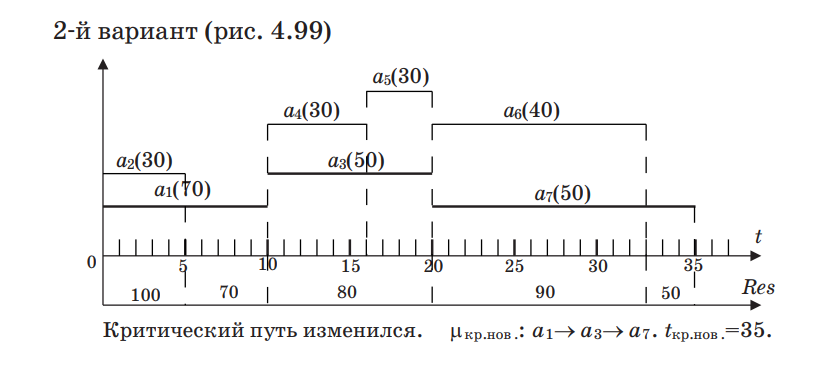 2-й вариант (рис. 4.99)
a₅(30)
a₄(30)
a₆(40)
a₂(30)
a₃(50)
a₁(70)
a₇(50)
t
0
5
10
15
20
25
30
35
100
70
80
90
50
Res
Критический путь изменился. μкр.нов.: a₁→ a₃→ a₇. tкр.нов.=35.